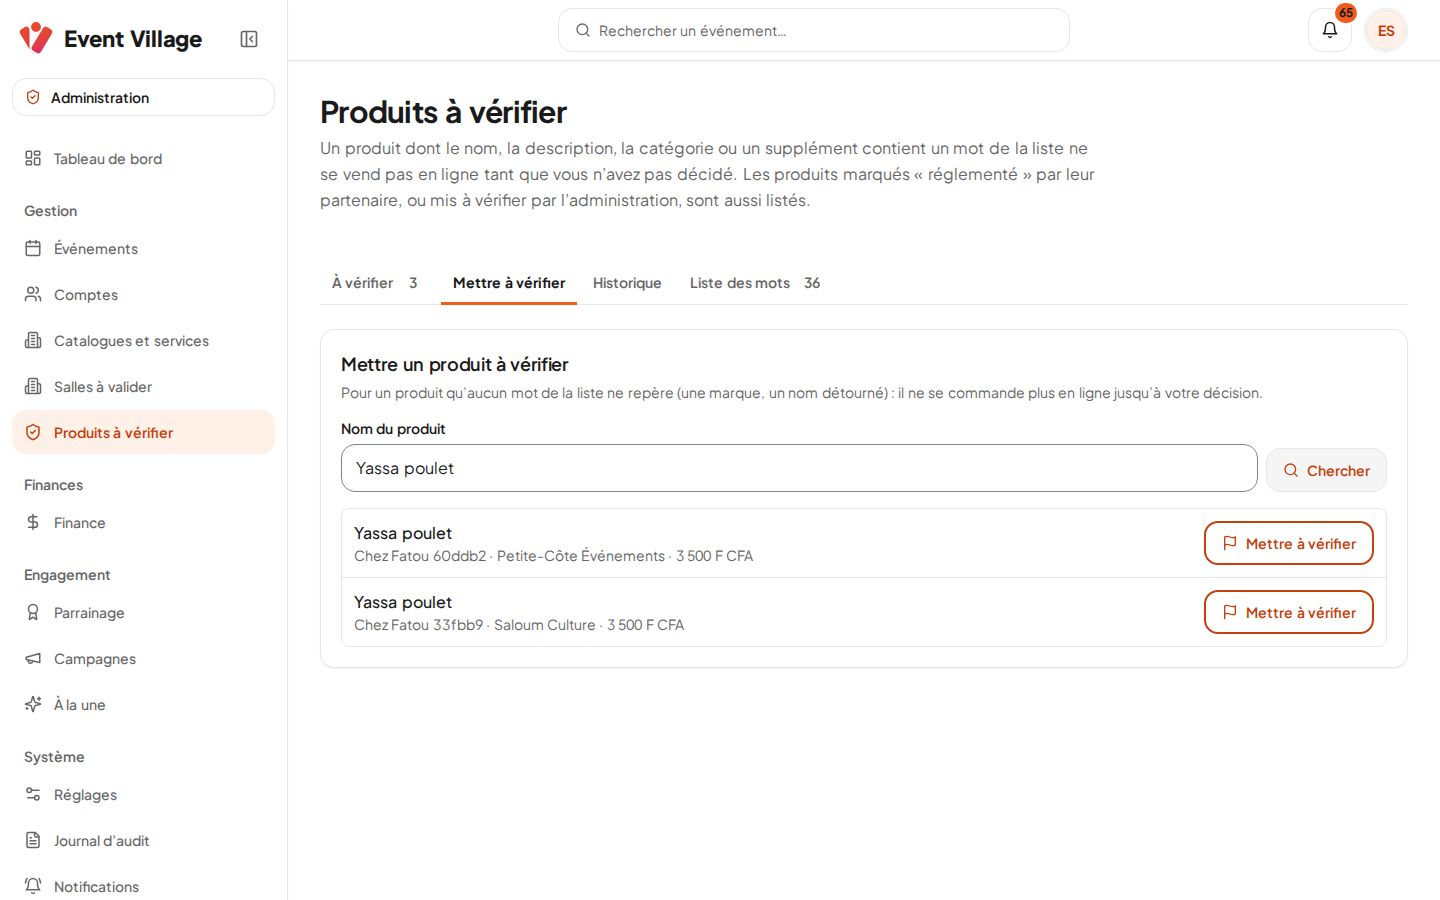 Event Village
Administration
Tableau de bord
Gestion
Événements
Comptes
Catalogues et services
Salles à valider
Produits à vérifier
Finances
Finance
Engagement
Parrainage
Campagnes
À la une
Système
Réglages
Journal d’audit
Notifications
Rechercher un événement...
65
ES
Produits à vérifier
Un produit dont le nom, la description, la catégorie ou un supplément contient un mot de la liste ne
se vend pas en ligne tant que vous n’avez pas décidé. Les produits marqués « réglementé » par leur
partenaire, ou mis à vérifier par l’administration, sont aussi listés.
À vérifier 3 Mettre à vérifier Historique Liste des mots 36
Mettre un produit à vérifier
Pour un produit qu’aucun mot de la liste ne repère (une marque, un nom détourné) : il ne se commande plus en ligne jusqu’à votre décision.
Nom du produit
Yassa poulet
Chercher
Yassa poulet
Chez Fatou 60ddb2 · Petite-Côte Événements · 3 500 F CFA
Mettre à vérifier
Yassa poulet
Chez Fatou 33fbb9 · Saloum Culture · 3 500 F CFA
Mettre à vérifier